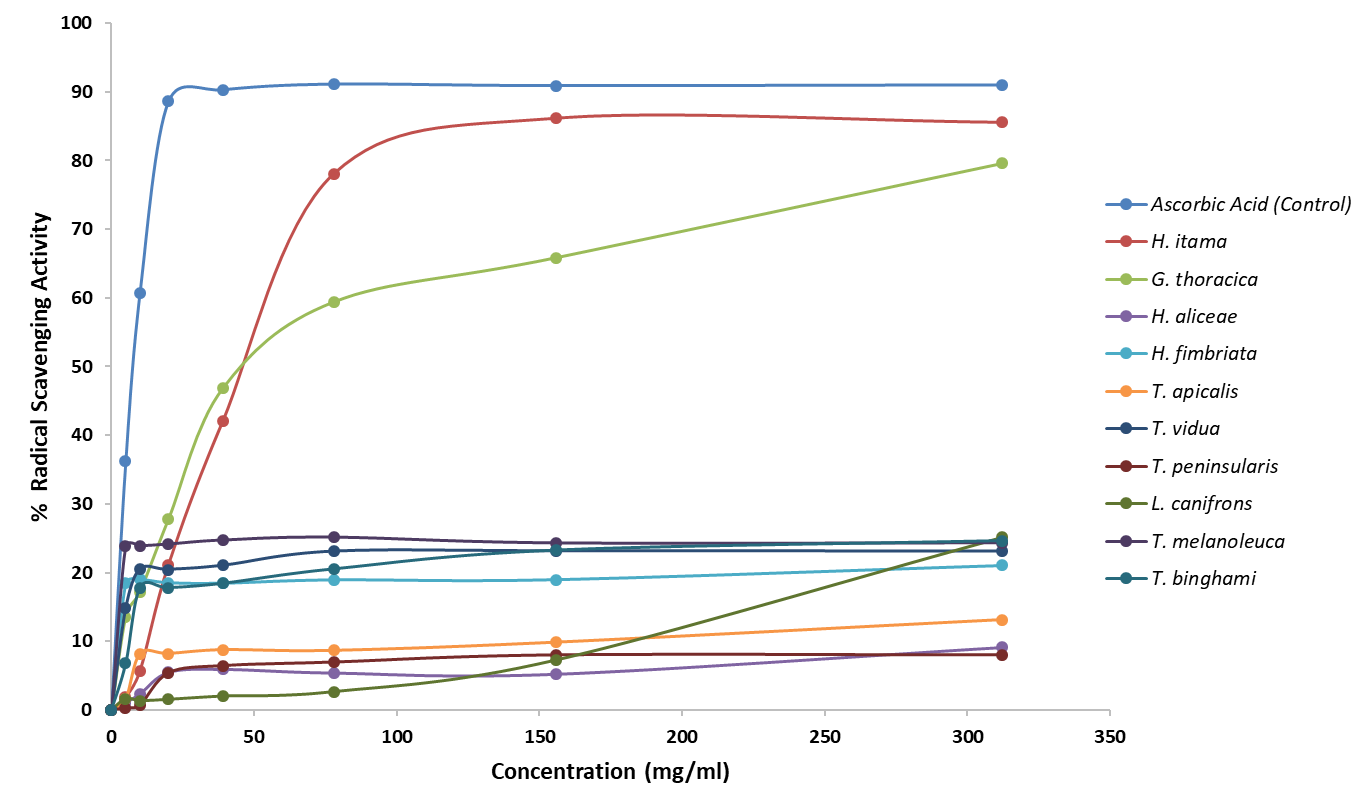 100
90
80
70
60
50
40
30
20
10
0
% Radical Scavenging Activity
0 50 100 150 200 250 300 350
Concentration (mg/ml)
Ascorbic Acid (Control)
H. itama
G. thoracica
H. aliceae
H. fimbriata
T. apicalis
T. vidua
T. peninsularis
L. canifrons
T. melanoleuca
T. binghami